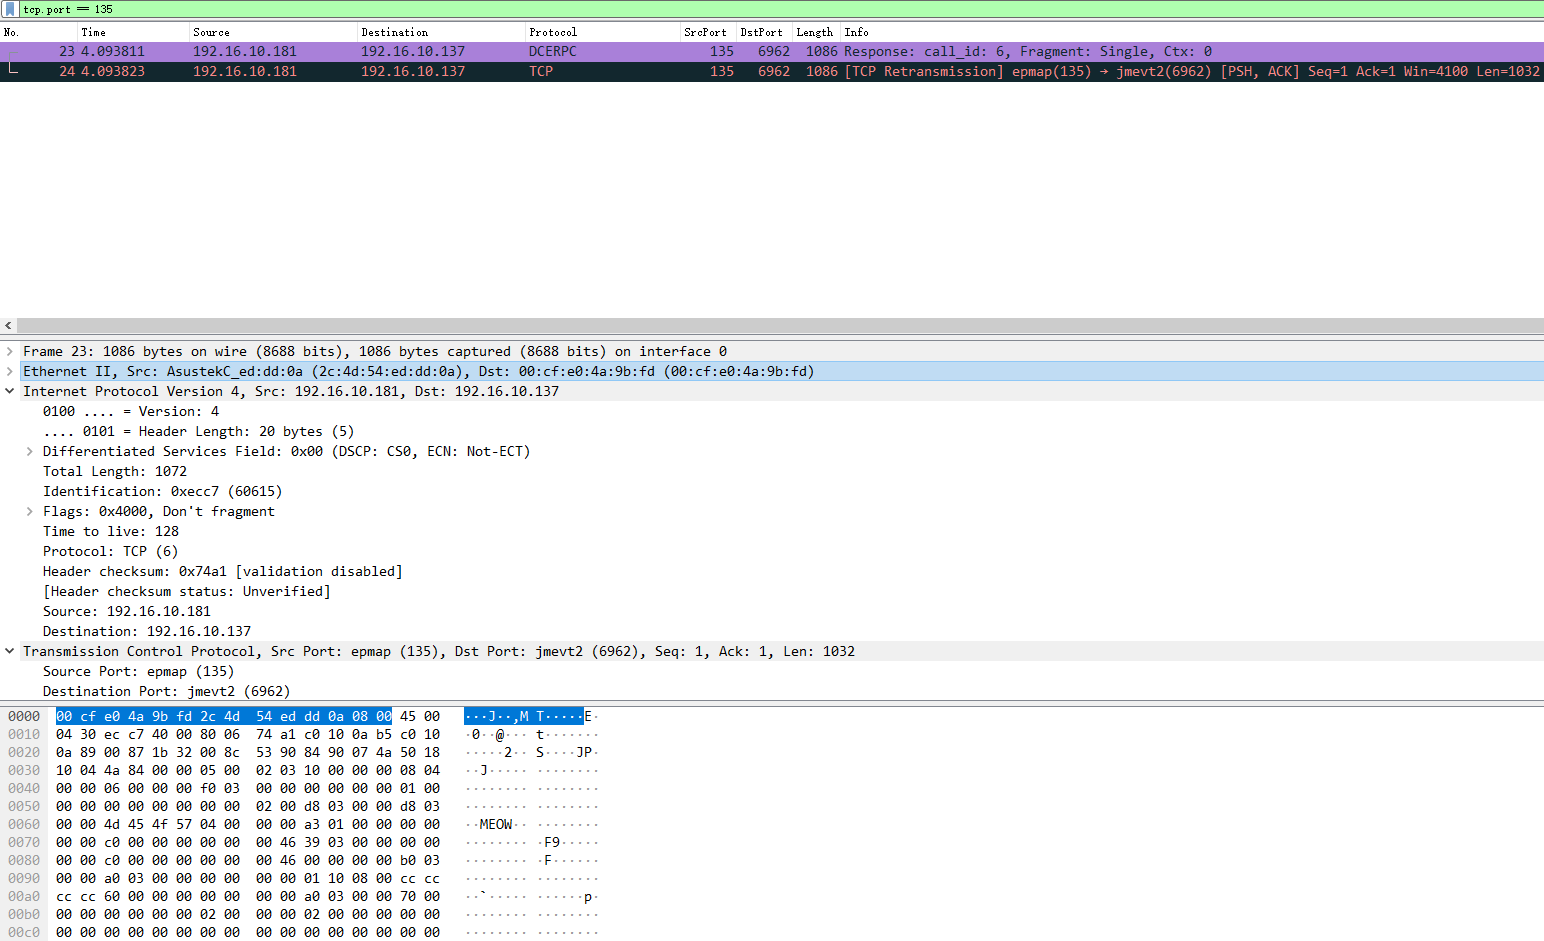 tcp.port == 135
No. Time Source Destination Protocol SrcPort DstPort Length Info
23 4.093811 192.16.10.181 192.16.10.137 DCERPC 135 6962 1086 Response: call_id: 6, Fragment: Single, Ctx: 0
24 4.093823 192.16.10.181 192.16.10.137 TCP 135 6962 1086 [TCP Retransmission] epmap(135) → jmevt2(6962) [PSH, ACK] Seq=1 Ack=1 Win=4100 Len=1032
Frame 23: 1086 bytes on wire (8688 bits), 1086 bytes captured (8688 bits) on interface 0
Ethernet II, Src: AsustekC_ed:dd:0a (2c:4d:54:ed:dd:0a), Dst: 00:cf:e0:4a:9b:fd (00:cf:e0:4a:9b:fd)
Internet Protocol Version 4, Src: 192.16.10.181, Dst: 192.16.10.137
0100 .... = Version: 4
.... 0101 = Header Length: 20 bytes (5)
Differentiated Services Field: 0x00 (DSCP: CS0, ECN: Not-ECT)
Total Length: 1072
Identification: 0xecc7 (60615)
Flags: 0x4000, Don't fragment
Time to live: 128
Protocol: TCP (6)
Header checksum: 0x74a1 [validation disabled]
[Header checksum status: Unverified]
Source: 192.16.10.181
Destination: 192.16.10.137
Transmission Control Protocol, Src Port: epmap (135), Dst Port: jmevt2 (6962), Seq: 1, Ack: 1, Len: 1032
Source Port: epmap (135)
Destination Port: jmevt2 (6962)
0000 00 cf e0 4a 9b fd 2c 4d 54 ed dd 0a 08 00 45 00 ···J··,M T·····E·
0010 04 30 ec c7 40 00 80 06 74 a1 c0 10 0a b5 c0 10 ·0··@··· t·······
0020 0a 89 00 87 1b 32 00 8c 53 90 84 90 07 4a 50 18 ·····2·· S····JP·
0030 10 04 4a 84 00 00 05 00 02 03 10 00 00 00 08 04 ··J····· ········
0040 00 00 06 00 00 00 f0 03 00 00 00 00 00 00 01 00 ········ ········
0050 00 00 00 00 00 00 00 00 02 00 d8 03 00 00 d8 03 ········ ········
0060 00 00 4d 45 4f 57 04 00 00 00 a3 01 00 00 00 00 ··MEOW·· ········
0070 00 00 c0 00 00 00 00 00 00 46 39 03 00 00 00 00 ········ ·F9·····
0080 00 00 c0 00 00 00 00 00 00 46 00 00 00 00 b0 03 ········ ·F······
0090 00 00 a0 03 00 00 00 00 00 00 01 10 08 00 cc cc ········ ········
00a0 cc cc 60 00 00 00 00 00 00 00 a0 03 00 00 70 00 ··`····· ······p·
00b0 00 00 00 00 00 00 02 00 00 00 02 00 00 00 00 00 ········ ········
00c0 00 00 00 00 00 00 00 00 00 00 00 00 00 00 00 00 ········ ········